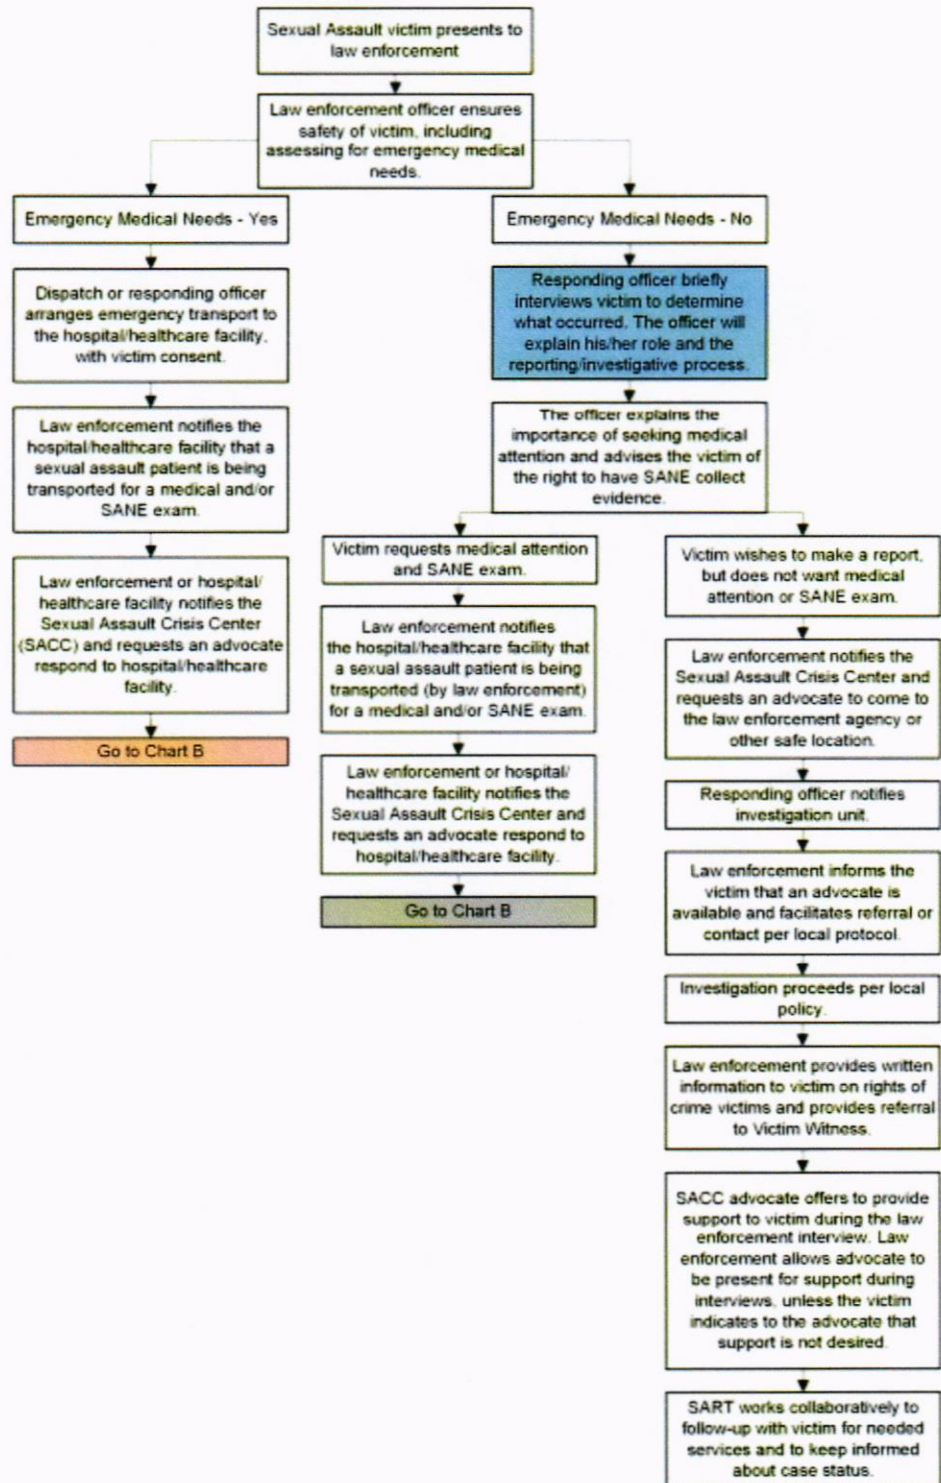 Sexual Assault victim presents to
law enforcement
Law enforcement officer ensures
safety of victim, including
assessing for emergency medical
needs.
Emergency Medical Needs - Yes
Dispatch or responding officer
arranges emergency transport to
the hospital/healthcare facility,
with victim consent.
Law enforcement notifies the
hospital/healthcare facility that a
sexual assault patient is being
transported for a medical and/or
SANE exam.
Law enforcement or hospital/
healthcare facility notifies the
Sexual Assault Crisis Center
(SACC) and requests an advocate
respond to hospital/healthcare
facility.
Go to Chart B
Emergency Medical Needs - No
Responding officer briefly
interviews victim to determine
what occurred. The officer will
explain his/her role and the
reporting/investigative process.
The officer explains the
importance of seeking medical
attention and advises the victim of
the right to have SANE collect
evidence.
Victim requests medical attention
and SANE exam.
Law enforcement notifies
the hospital/healthcare facility that
a sexual assault patient is being
transported (by law enforcement)
for a medical and/or SANE exam.
Law enforcement or hospital/
healthcare facility notifies the
Sexual Assault Crisis Center and
requests an advocate respond to
hospital/healthcare facility.
Go to Chart B
Victim wishes to make a report,
but does not want medical
attention or SANE exam.
Law enforcement notifies the
Sexual Assault Crisis Center and
requests an advocate to come to
the law enforcement agency or
other safe location.
Responding officer notifies
investigation unit.
Law enforcement informs the
victim that an advocate is
available and facilitates referral or
contact per local protocol.
Investigation proceeds per local
policy.
Law enforcement provides written
information to victim on rights of
crime victims and provides referral
to Victim Witness.
SACC advocate offers to provide
support to victim during the law
enforcement interview. Law
enforcement allows advocate to
be present for support during
interviews, unless the victim
indicates to the advocate that
support is not desired.
SART works collaboratively to
follow-up with victim for needed
services and to keep informed
about case status.